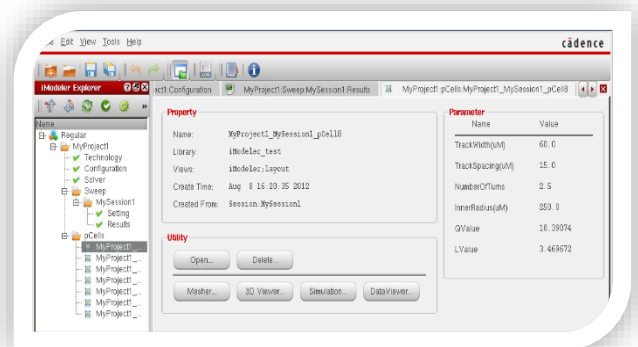 Edit View Tools Help
cādence
iModeler Explorer
ect1:Configuration MyProject1:Sweep:MySession1:Results MyProject1:pCells:MyProject1_MySession1_pCell8
Name
Regular
MyProject1
Technology
Configuration
Solver
Sweep
MySession1
Setting
Results
pCells
MyProject1_...
MyProject1_...
MyProject1_...
MyProject1_...
MyProject1_...
MyProject1_...
Property
Name: MyProject1_MySession1_pCell8
Library: iModeler_test
Views: iModeler;layout
Create Time: Aug 8 16:20:35 2012
Created From: Session:MySession1
Utility
Open... Delete...
Mesher... 3D Viewer... Simulation... DataViewer...
Parameter
Name Value
TrackWidth(uM) 60.0
TrackSpacing(uM) 15.0
NumberOfTurns 2.5
InnerRadius(uM) 250.0
QValue 18.39074
LValue 3.469672